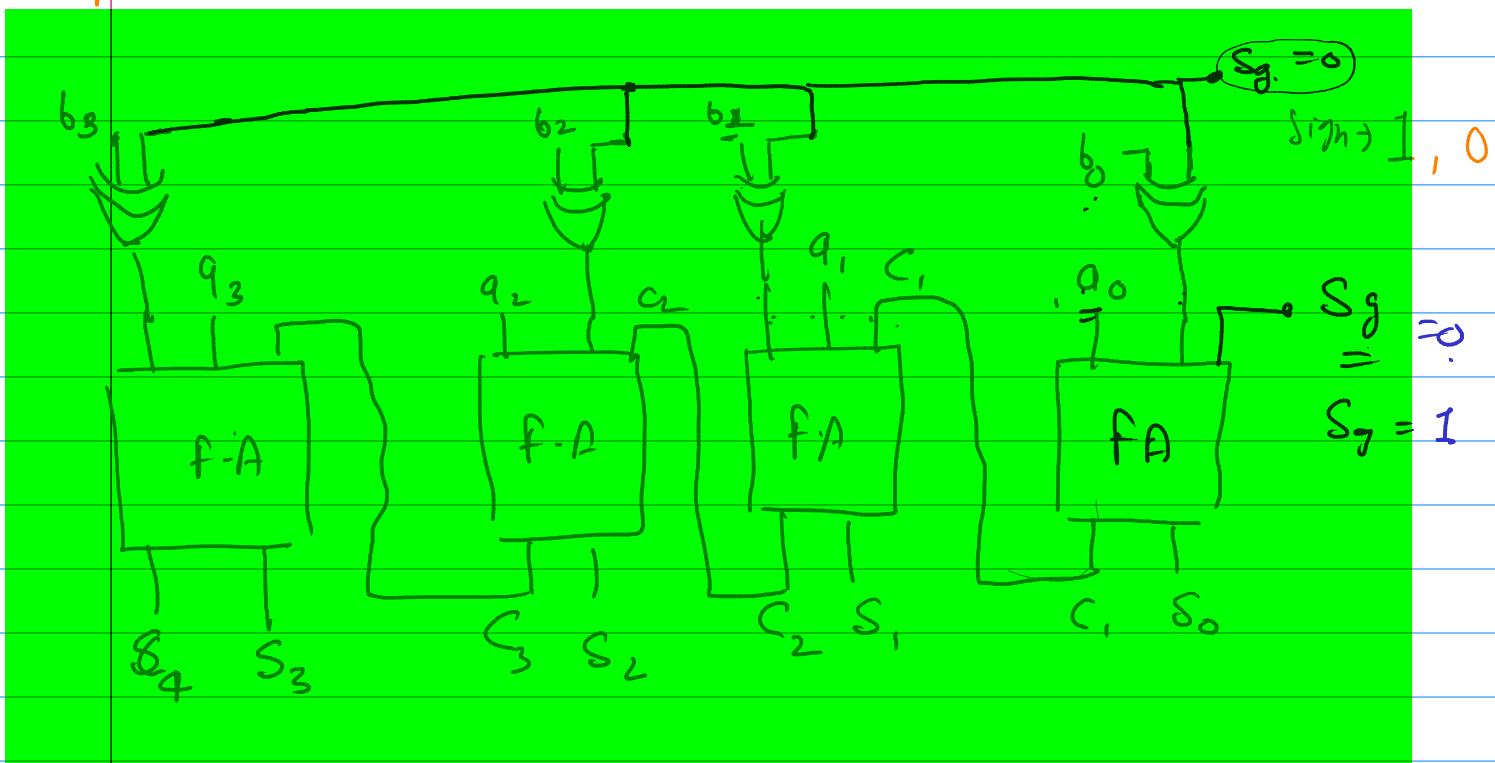 Sg = 0
b3 b2 b1 b0
Sign → 1, 0
a3 a2 C2 a1 C1 a0 Sg = 0
F-A F-A FA FA Sg = 1
S4 S3 C3 S2 C2 S1 C1 S0